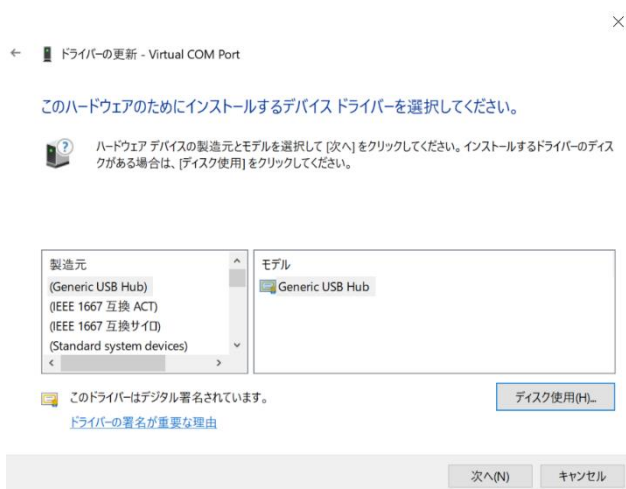 ドライバーの更新 - Virtual COM Port
このハードウェアのためにインストールするデバイス ドライバーを選択してください。
ハードウェア デバイスの製造元とモデルを選択して [次へ] をクリックしてください。インストールするドライバーのディス
クがある場合は、[ディスク使用] をクリックしてください。
製造元
(Generic USB Hub)
(IEEE 1667 互換 ACT)
(IEEE 1667 互換サイロ)
(Standard system devices)
モデル
Generic USB Hub
このドライバーはデジタル署名されています。
ディスク使用(H)...
ドライバーの署名が重要な理由
次へ(N)
キャンセル